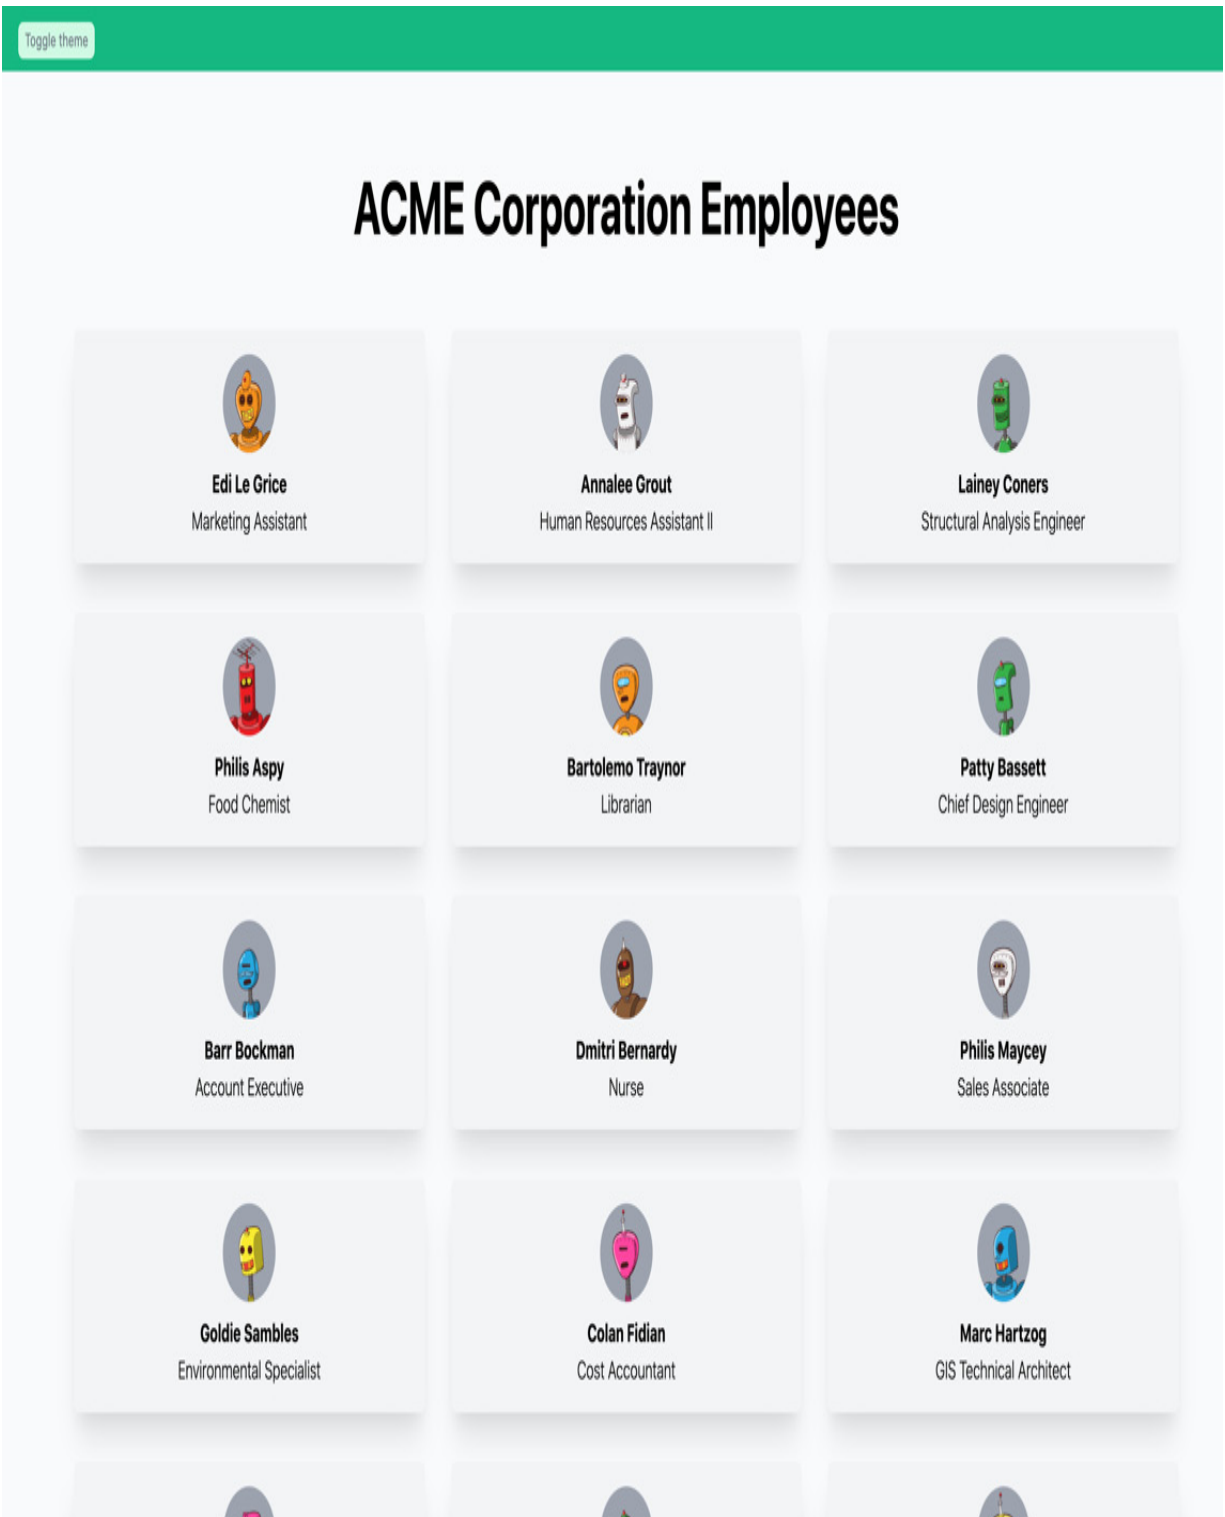 Toggle theme
ACME Corporation Employees
Edi Le Grice
Marketing Assistant
Annalee Grout
Human Resources Assistant II
Lainey Coners
Structural Analysis Engineer
Philis Aspy
Food Chemist
Bartolemo Traynor
Librarian
Patty Bassett
Chief Design Engineer
Barr Bockman
Account Executive
Dmitri Bernardy
Nurse
Philis Maycey
Sales Associate
Goldie Sambles
Environmental Specialist
Colan Fidian
Cost Accountant
Marc Hartzog
GIS Technical Architect